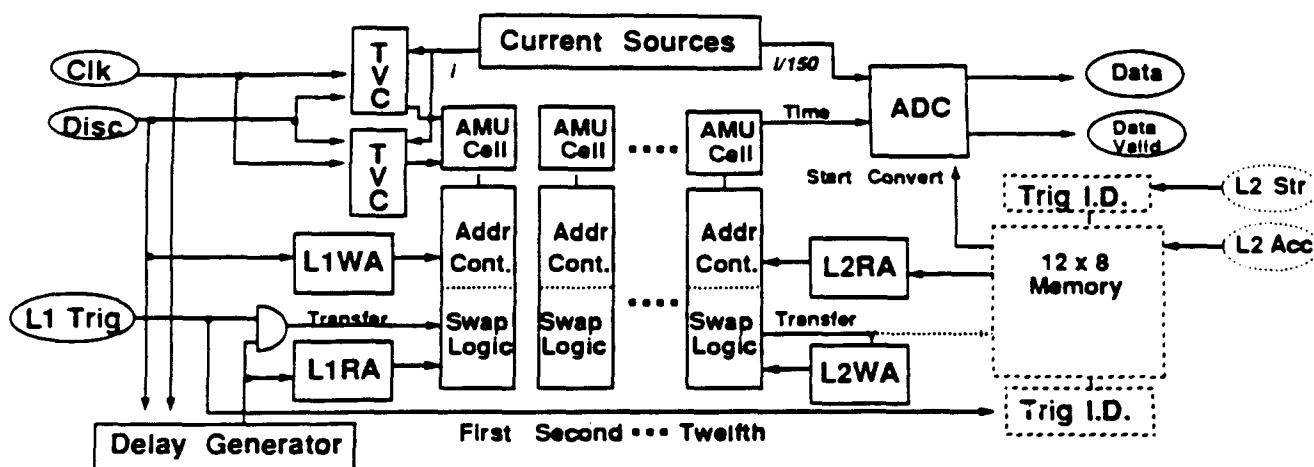 Current Sources
Clk
TVC
i
i/150
Data
ADC
Disc
AMU Cell
AMU Cell
AMU Cell
Time
Data Valid
TVC
Start Convert
Trig I.D.
L2 Str
L1WA
Addr Cont.
Addr Cont.
Addr Cont.
L2RA
12 x 8 Memory
L2 Acc
L1 Trig
Transfer
Swap Logic
Swap Logic
Swap Logic
Transfer
L1RA
L2WA
Trig I.D.
Delay Generator
First Second ··· Twelfth